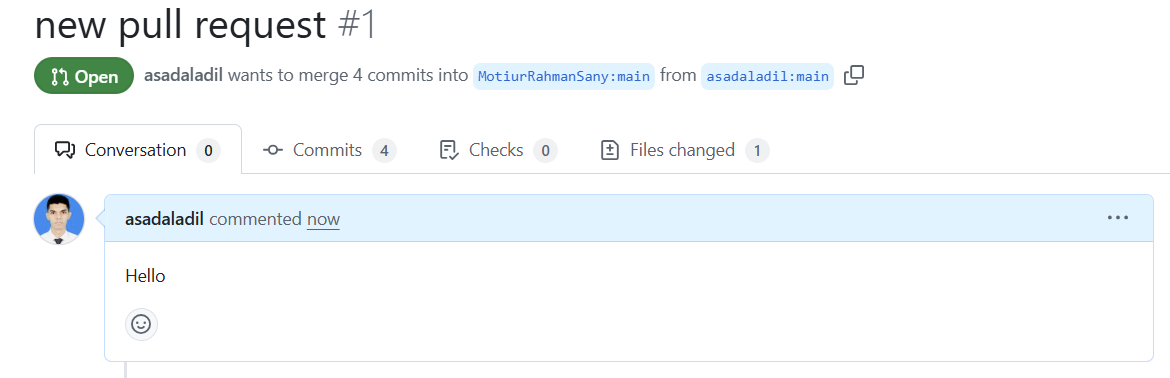 new pull request #1
Open asadaladil wants to merge 4 commits into MotiurRahmanSany:main from asadaladil:main
Conversation 0 Commits 4 Checks 0 Files changed 1
asadaladil commented now
Hello